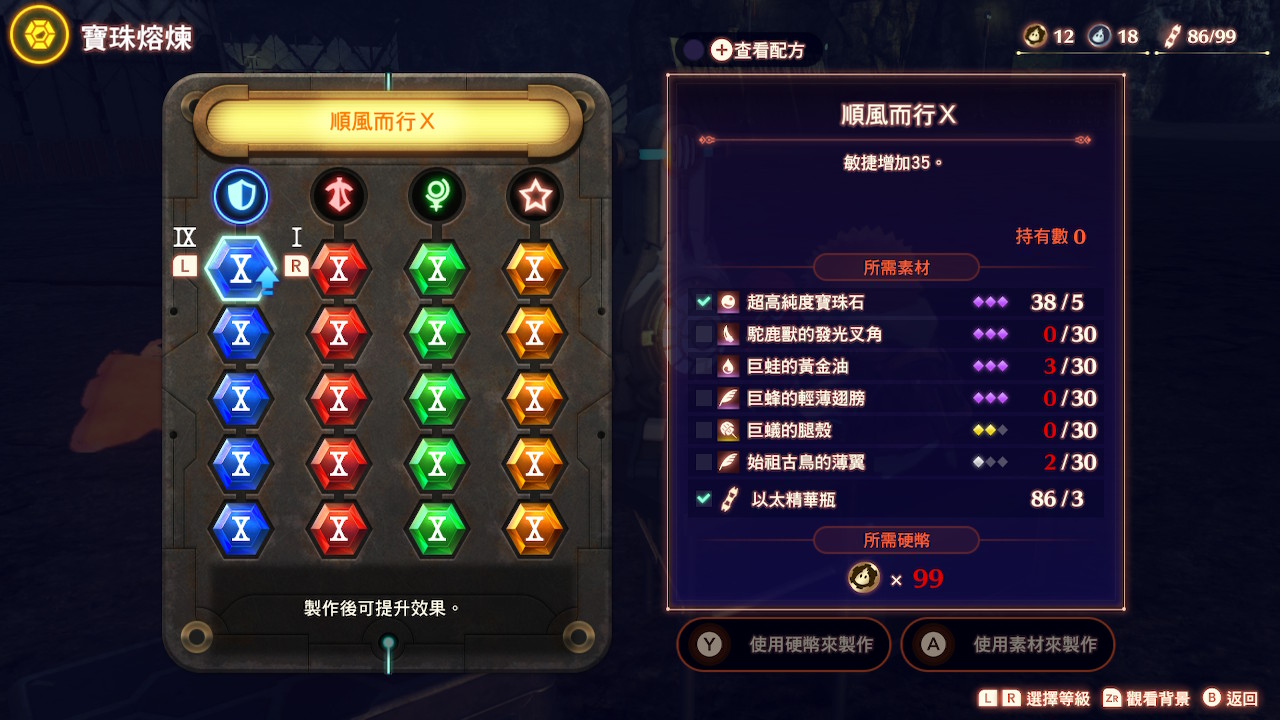 寶珠熔煉
12 18 86/99
查看配方
順風而行X
IX I
L R
X X X X
X X X X
X X X X
X X X X
X X X X
製作後可提升效果。
順風而行X
敏捷增加35。
持有數 0
所需素材
超高純度寶珠石 38/5
駝鹿獸的發光叉角 0/30
巨蛙的黃金油 3/30
巨蜂的輕薄翅膀 0/30
巨蟻的腿殼 0/30
始祖古鳥的薄翼 2/30
以太精華瓶 86/3
所需硬幣
× 99
Y 使用硬幣來製作
A 使用素材來製作
L R 選擇等級 ZR 觀看背景 B 返回